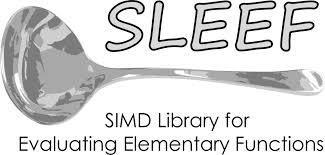 SLEEF
SIMD Library for
Evaluating Elementary Functions